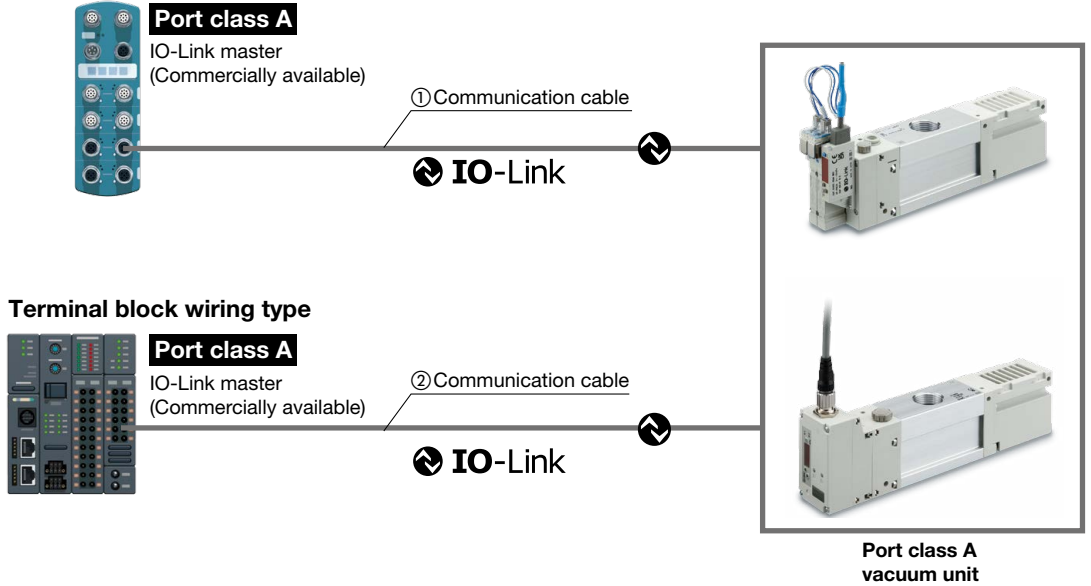 Port class A
IO-Link master
(Commercially available)
①Communication cable
IO-Link
Terminal block wiring type
Port class A
IO-Link master
(Commercially available)
②Communication cable
IO-Link
Port class A
vacuum unit